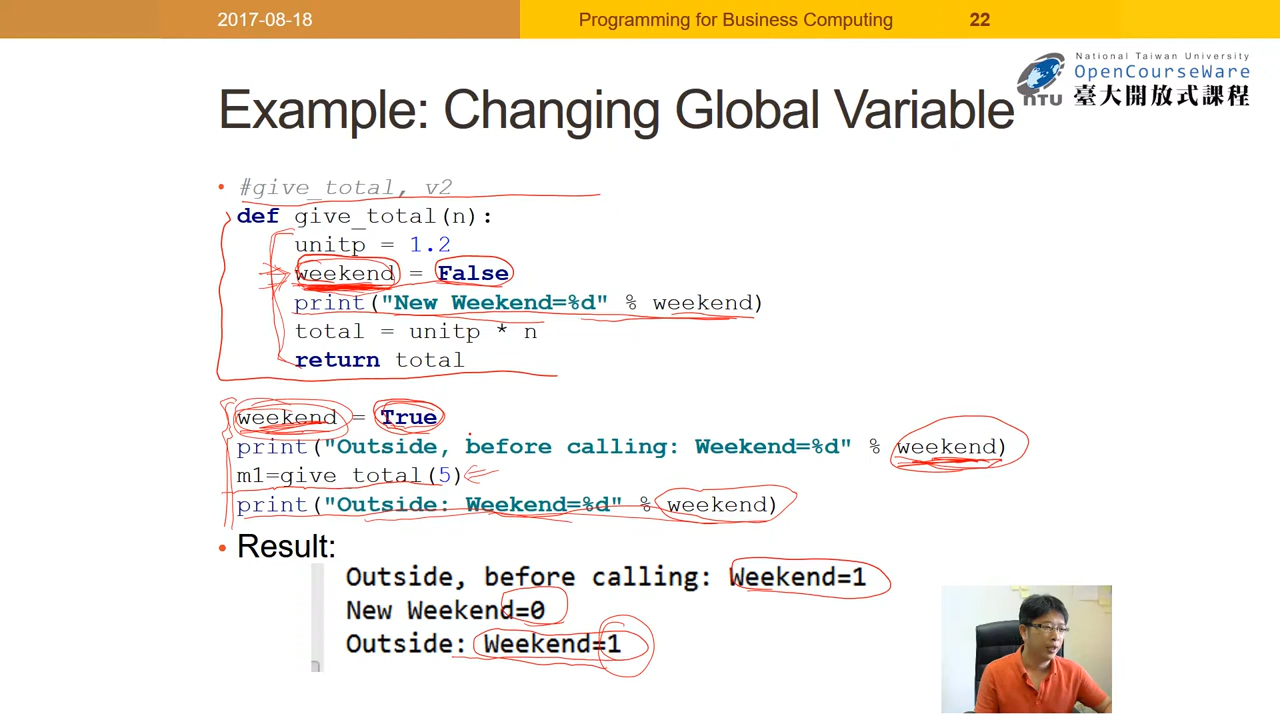 2017-08-18 Programming for Business Computing 22
National Taiwan University
OpenCourseWare
臺大開放式課程
NTU
Example: Changing Global Variable
• #give_total, v2
def give_total(n):
unitp = 1.2
weekend = False
print("New Weekend=%d" % weekend)
total = unitp * n
return total
weekend = True
print("Outside, before calling: Weekend=%d" % weekend)
m1=give_total(5)
print("Outside: Weekend=%d" % weekend)
• Result:
Outside, before calling: Weekend=1
New Weekend=0
Outside: Weekend=1